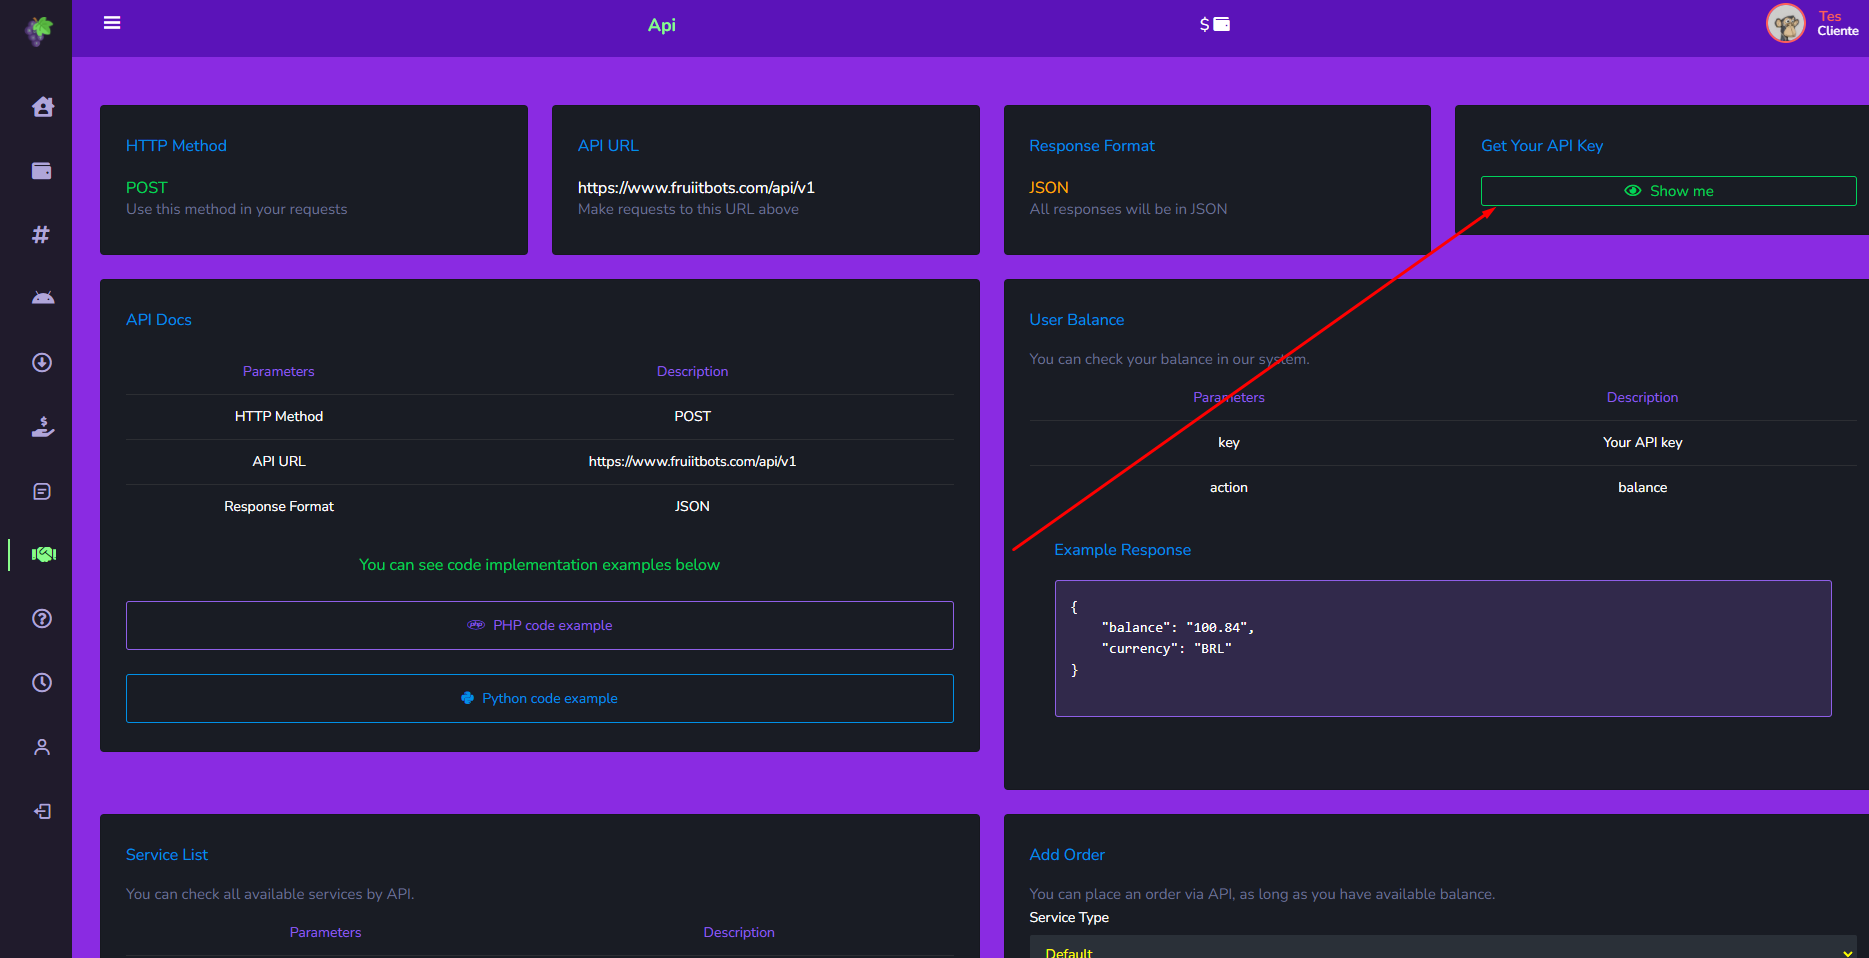 Api
$
Tes
Cliente
HTTP Method
POST
Use this method in your requests
API URL
https://www.fruiitbots.com/api/v1
Make requests to this URL above
Response Format
JSON
All responses will be in JSON
Get Your API Key
Show me
API Docs
Parameters Description
HTTP Method POST
API URL https://www.fruiitbots.com/api/v1
Response Format JSON
You can see code implementation examples below
php PHP code example
Python code example
User Balance
You can check your balance in our system.
Parameters Description
key Your API key
action balance
Example Response
{
"balance": "100.84",
"currency": "BRL"
}
Service List
You can check all available services by API.
Parameters Description
Add Order
You can place an order via API, as long as you have available balance.
Service Type
Default